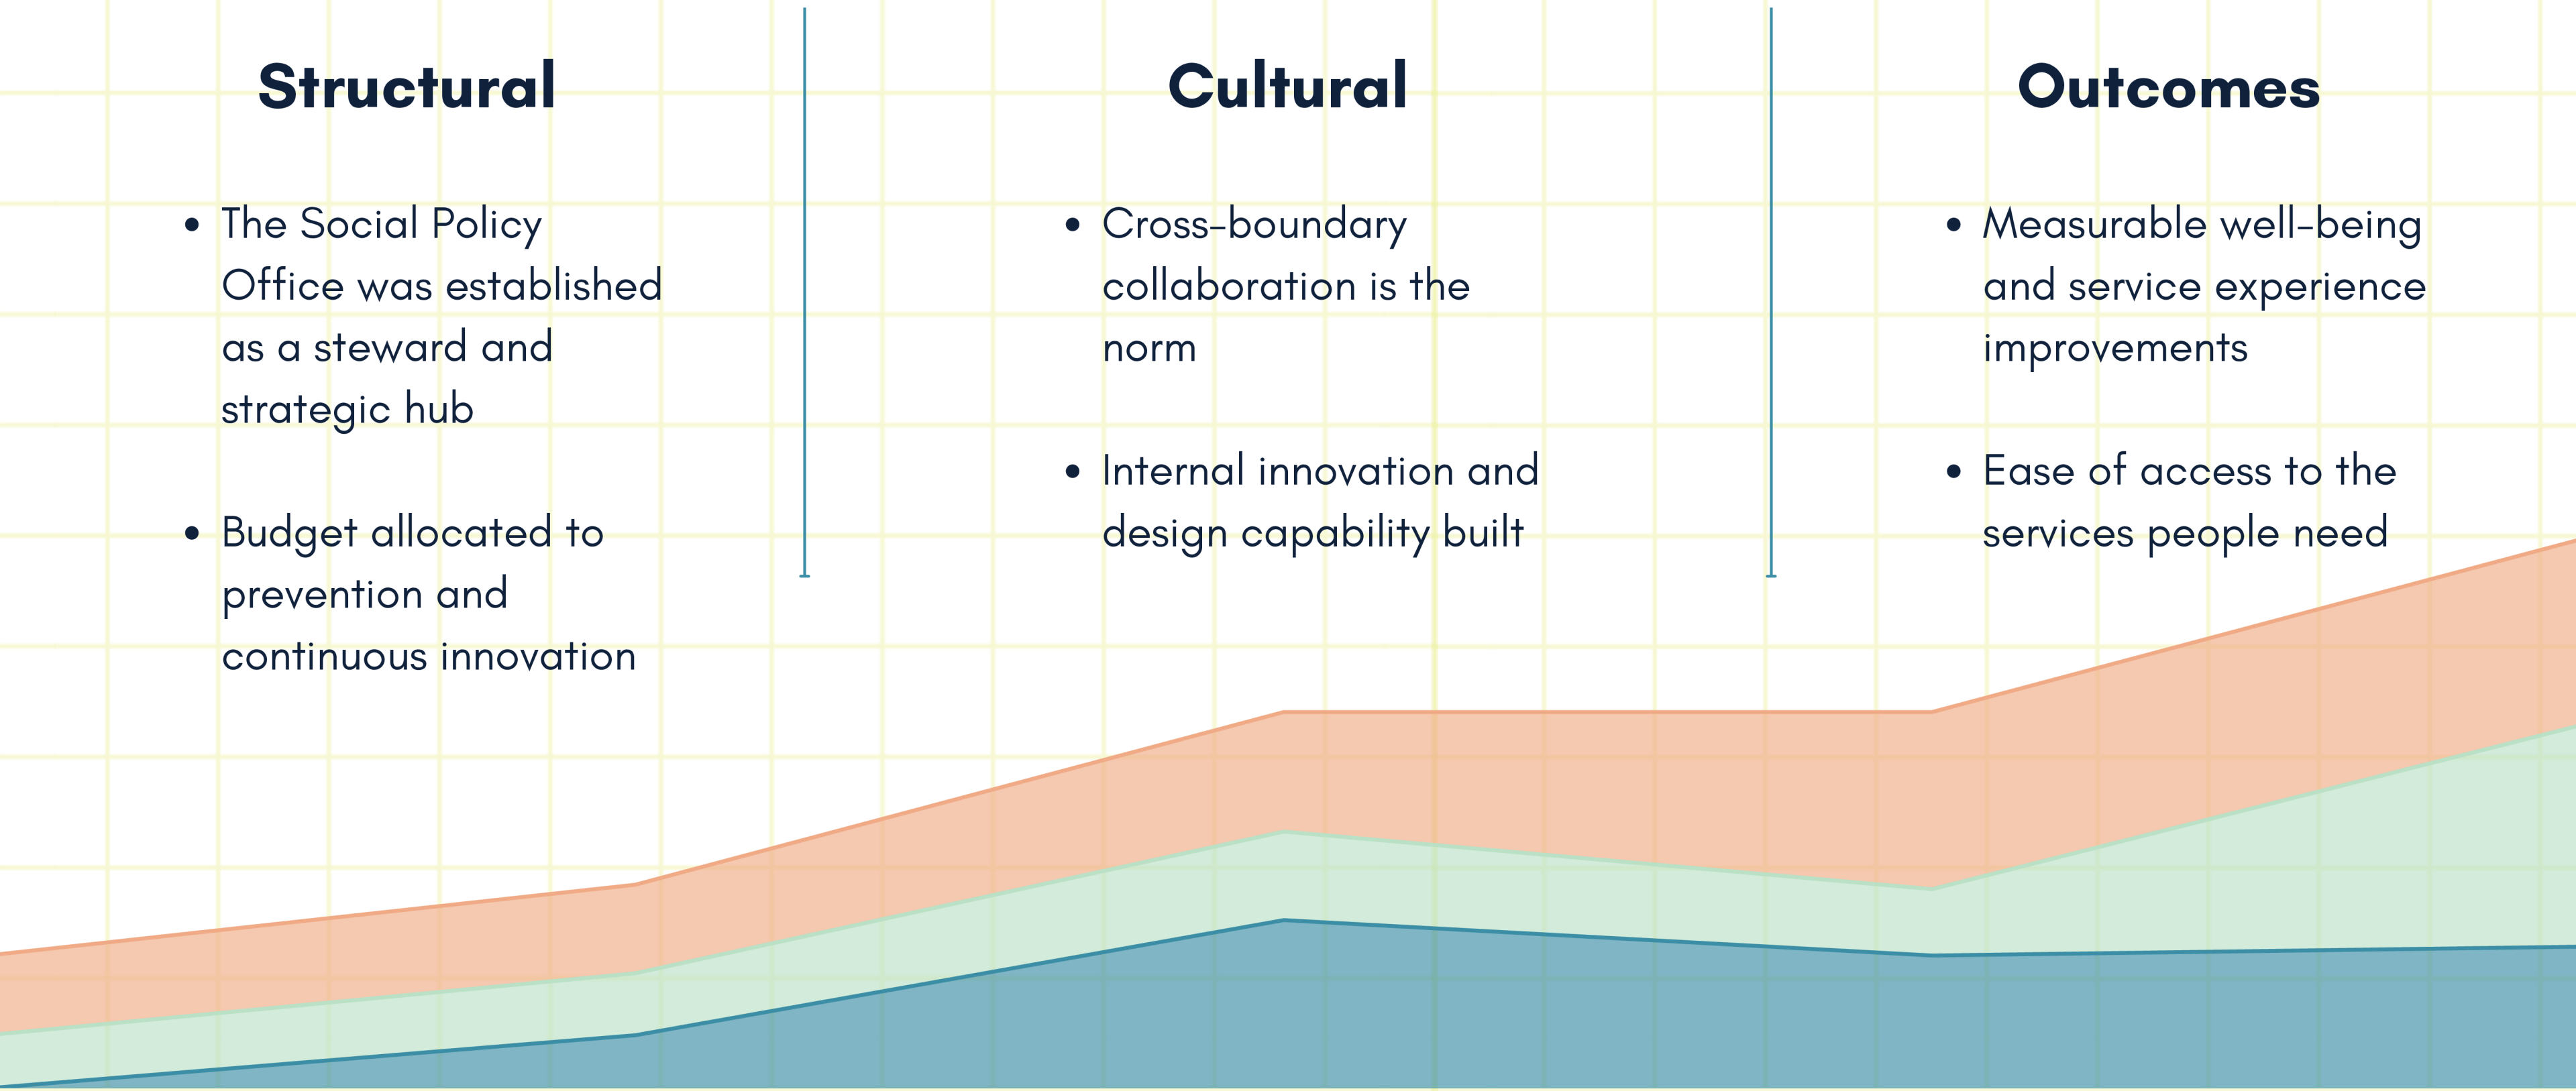 Structural
• The Social Policy
Office was established
as a steward and
strategic hub
• Budget allocated to
prevention and
continuous innovation
Cultural
• Cross-boundary
collaboration is the
norm
• Internal innovation and
design capability built
Outcomes
• Measurable well-being
and service experience
improvements
• Ease of access to the
services people need